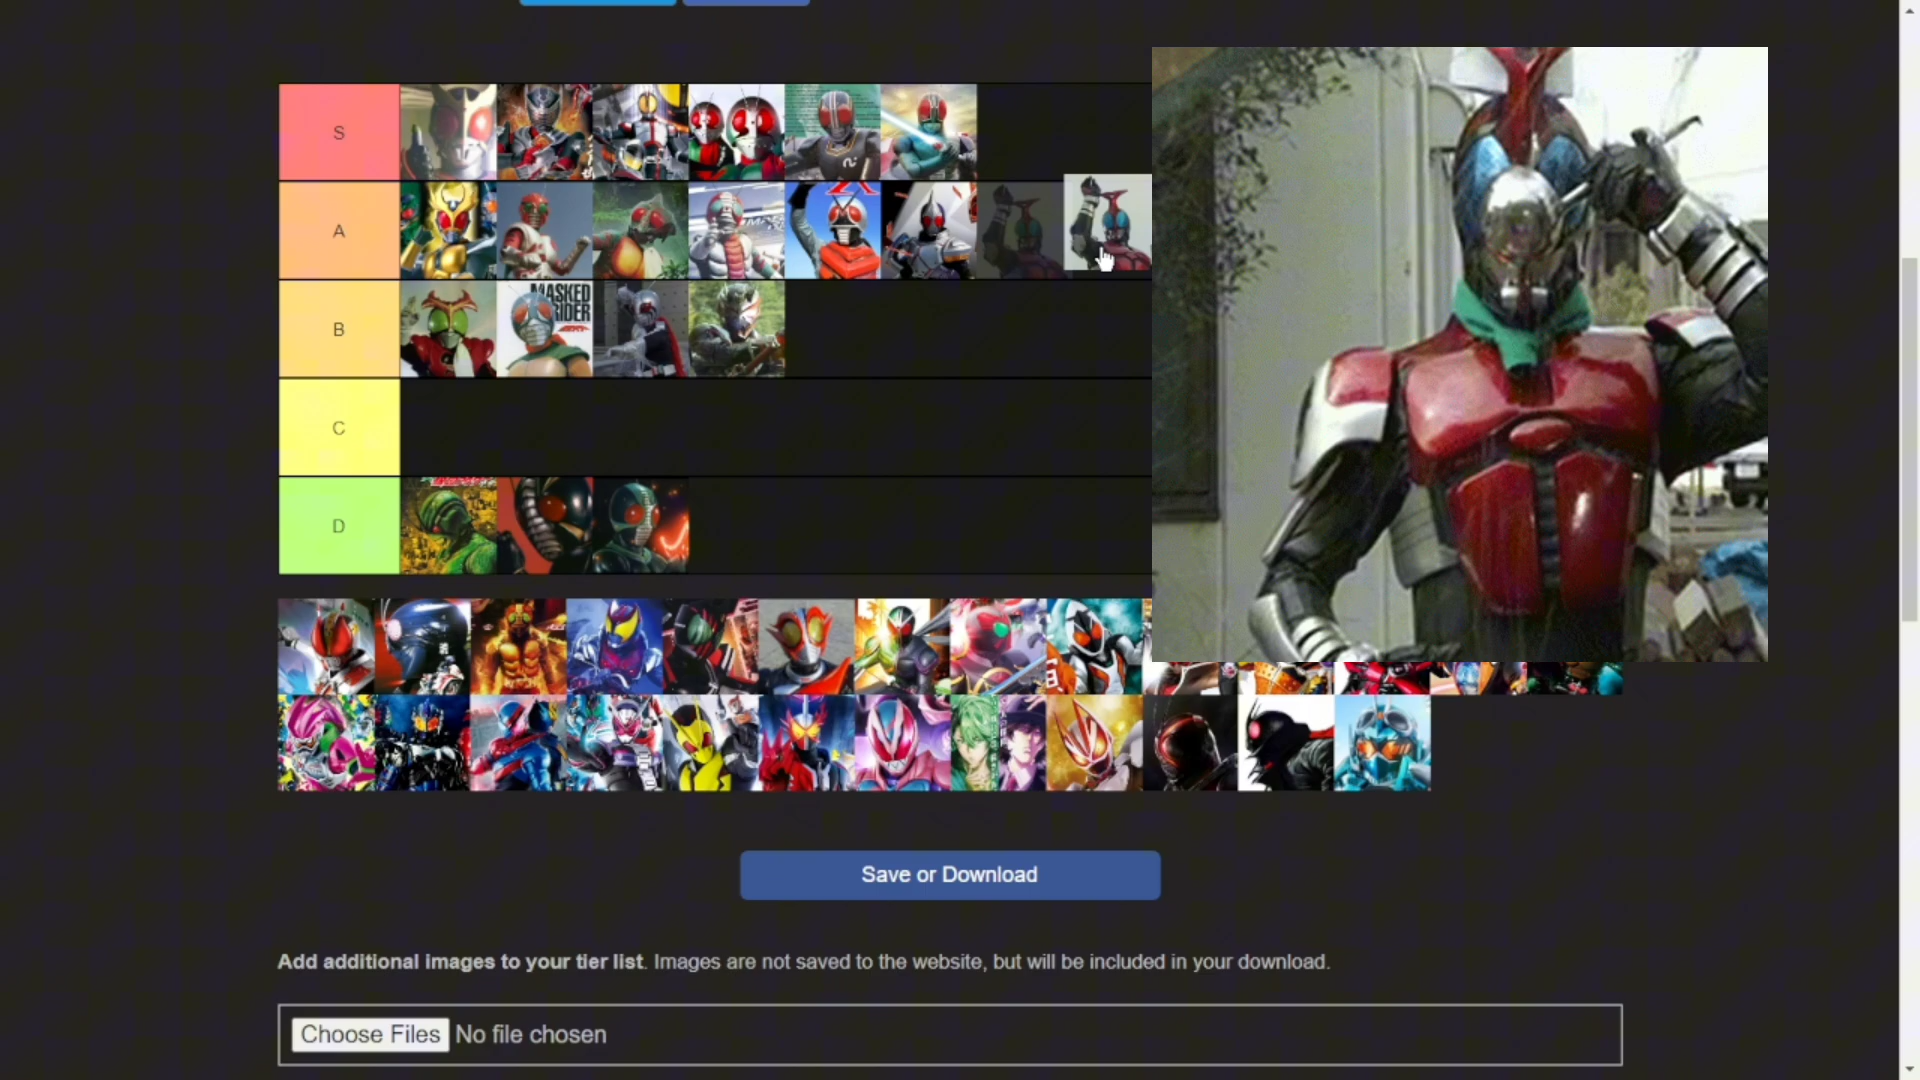 S
A
B
MASKED
RIDER
C
D
Save or Download
Add additional images to your tier list. Images are not saved to the website, but will be included in your download.
Choose Files No file chosen